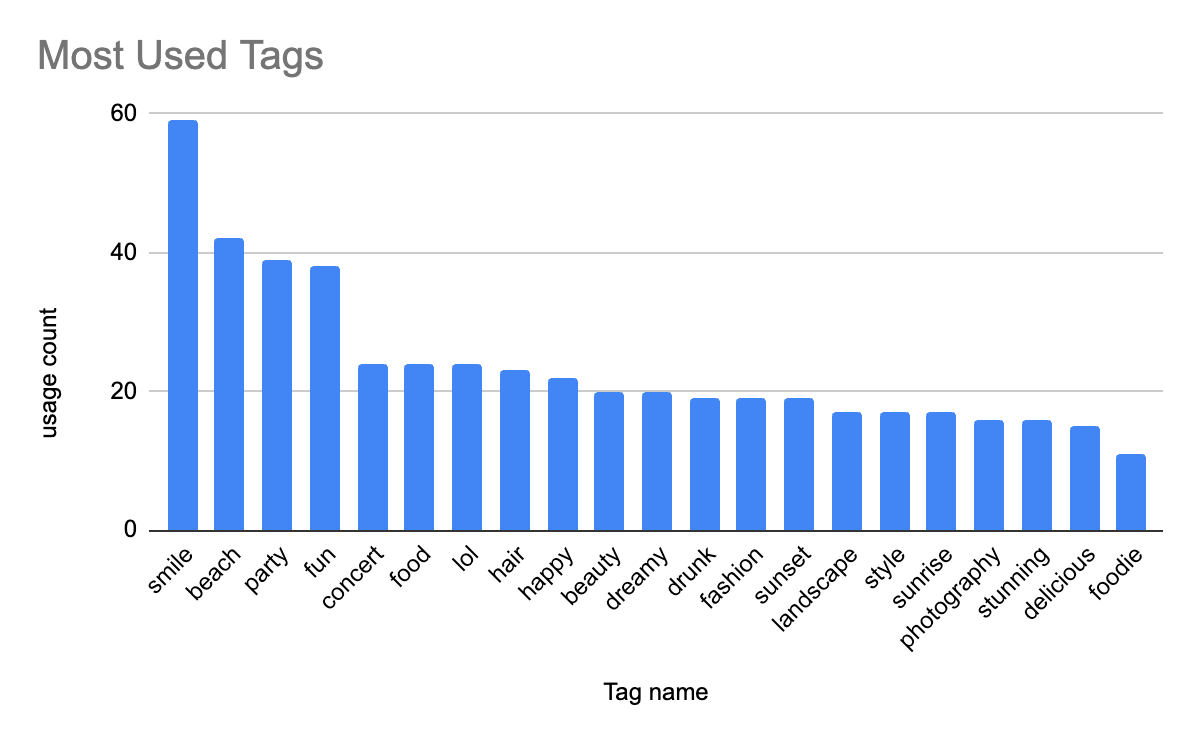 Most Used Tags
60
40
20
0
usage count
smile
beach
party
fun
concert
food
lol
hair
happy
beauty
dreamy
drunk
fashion
sunset
landscape
style
sunrise
photography
stunning
delicious
foodie
Tag name